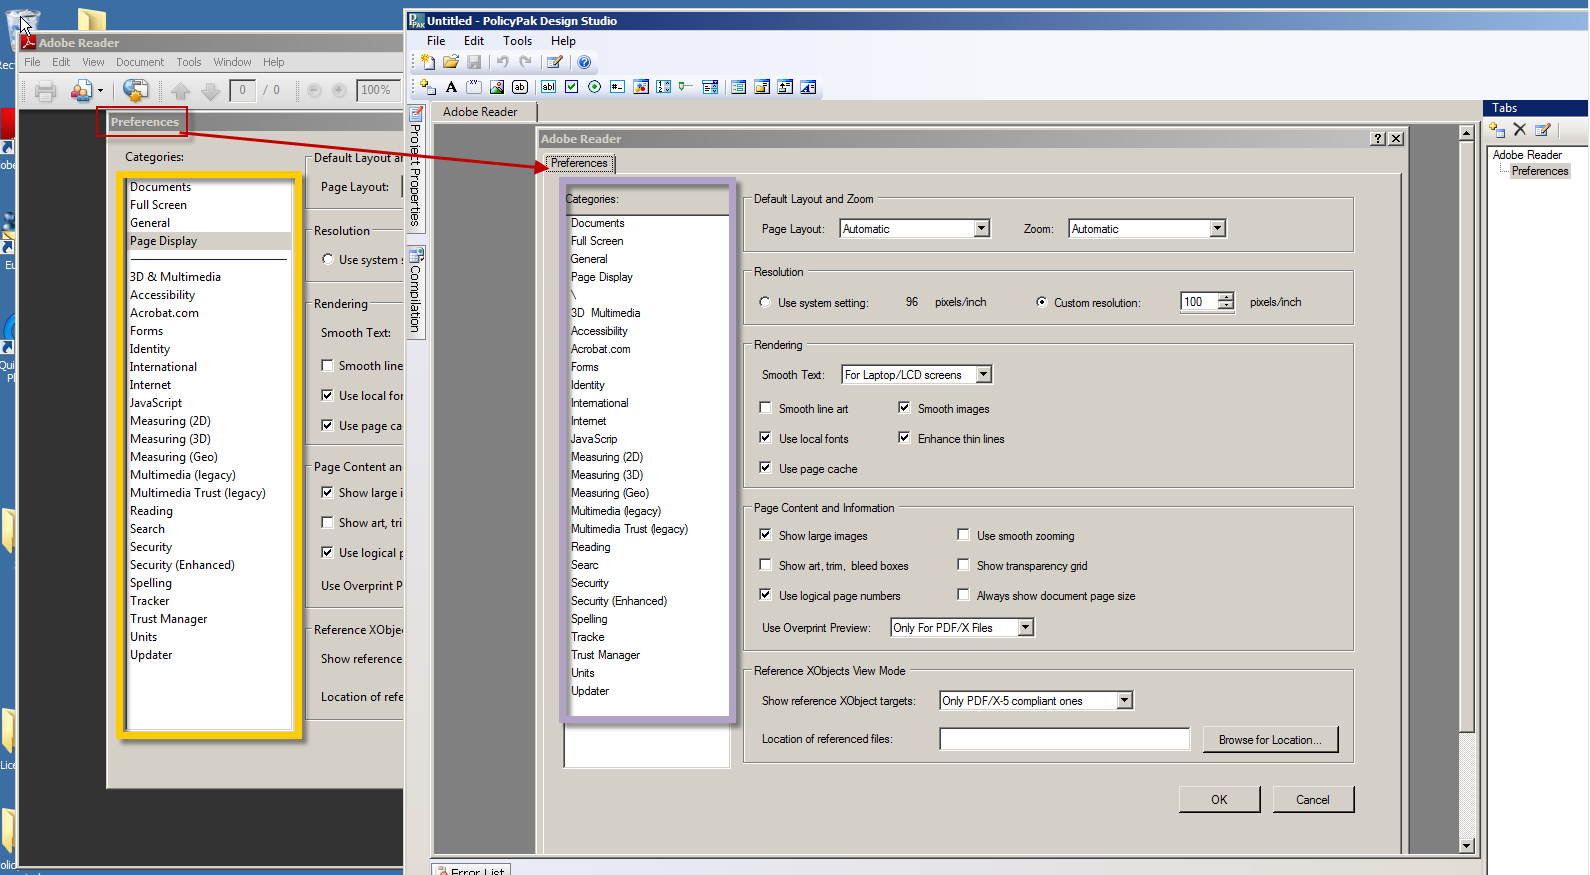 Adobe Reader
File Edit View Document Tools Window Help
0 / 0 100%
Preferences
Categories:
Documents
Full Screen
General
Page Display
3D & Multimedia
Accessibility
Acrobat.com
Forms
Identity
International
Internet
JavaScript
Measuring (2D)
Measuring (3D)
Measuring (Geo)
Multimedia (legacy)
Multimedia Trust (legacy)
Reading
Search
Security
Security (Enhanced)
Spelling
Tracker
Trust Manager
Units
Updater
Default Layout
Page Layout:
Resolution
Use system
Rendering
Smooth Text:
Smooth line
Use local
Use page
Page Content
Show large
Show art,
Use logical
Use Overprint
Reference
Show reference
Location of
Untitled - PolicyPak Design Studio
File Edit Tools Help
Project Properties
Compilation
Adobe Reader
Adobe Reader
Preferences
Categories:
Documents
Full Screen
General
Page Display
\
3D Multimedia
Accessibility
Acrobat.com
Forms
Identity
International
Internet
JavaScrip
Measuring (2D)
Measuring (3D)
Measuring (Geo)
Multimedia (legacy)
Multimedia Trust (legacy)
Reading
Searc
Security
Security (Enhanced)
Spelling
Tracke
Trust Manager
Units
Updater
Default Layout and Zoom
Page Layout: Automatic Zoom: Automatic
Resolution
Use system setting: 96 pixels/inch Custom resolution: 100 pixels/inch
Rendering
Smooth Text: For Laptop/LCD screens
Smooth line art Smooth images
Use local fonts Enhance thin lines
Use page cache
Page Content and Information
Show large images Use smooth zooming
Show art, trim, bleed boxes Show transparency grid
Use logical page numbers Always show document page size
Use Overprint Preview: Only For PDF/X Files
Reference XObjects View Mode
Show reference XObject targets: Only PDF/X-5 compliant ones
Location of referenced files: Browse for Location...
OK Cancel
Error List
Tabs
Adobe Reader
Preferences